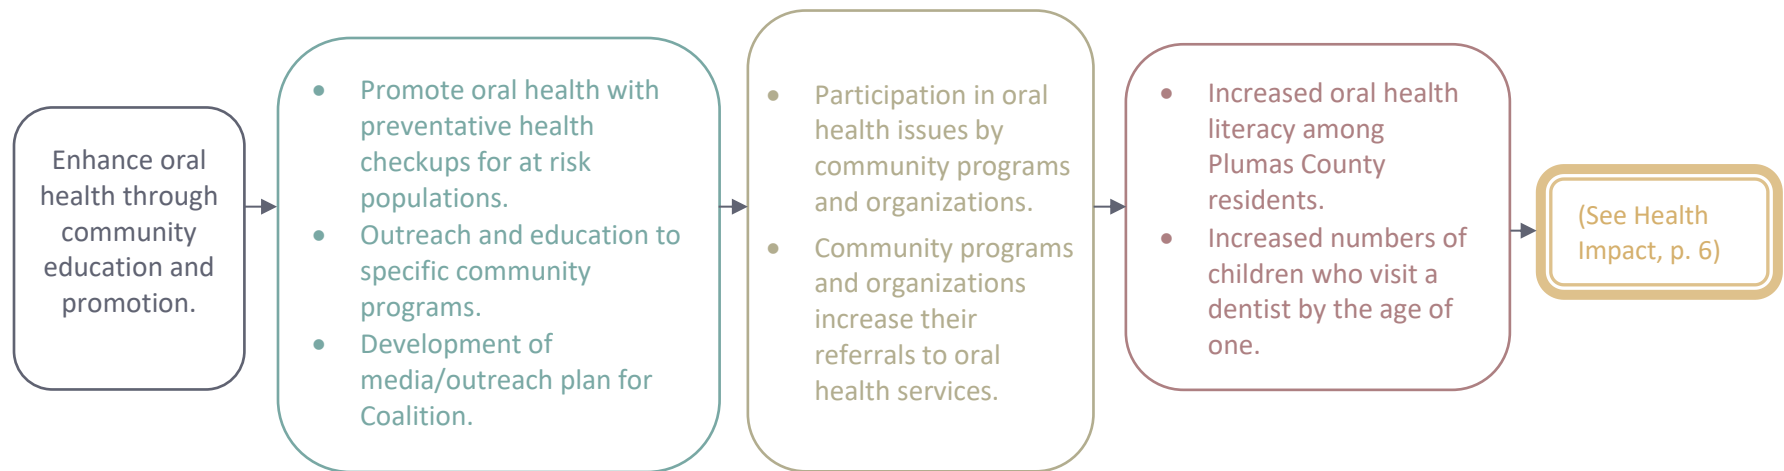 Enhance oral
health through
community
education and
promotion.
• Promote oral health with
preventative health
checkups for at risk
populations.
• Outreach and education to
specific community
programs.
• Development of
media/outreach plan for
Coalition.
• Participation in oral
health issues by
community programs
and organizations.
• Community programs
and organizations
increase their
referrals to oral
health services.
• Increased oral health
literacy among
Plumas County
residents.
• Increased numbers of
children who visit a
dentist by the age of
one.
(See Health
Impact, p. 6)